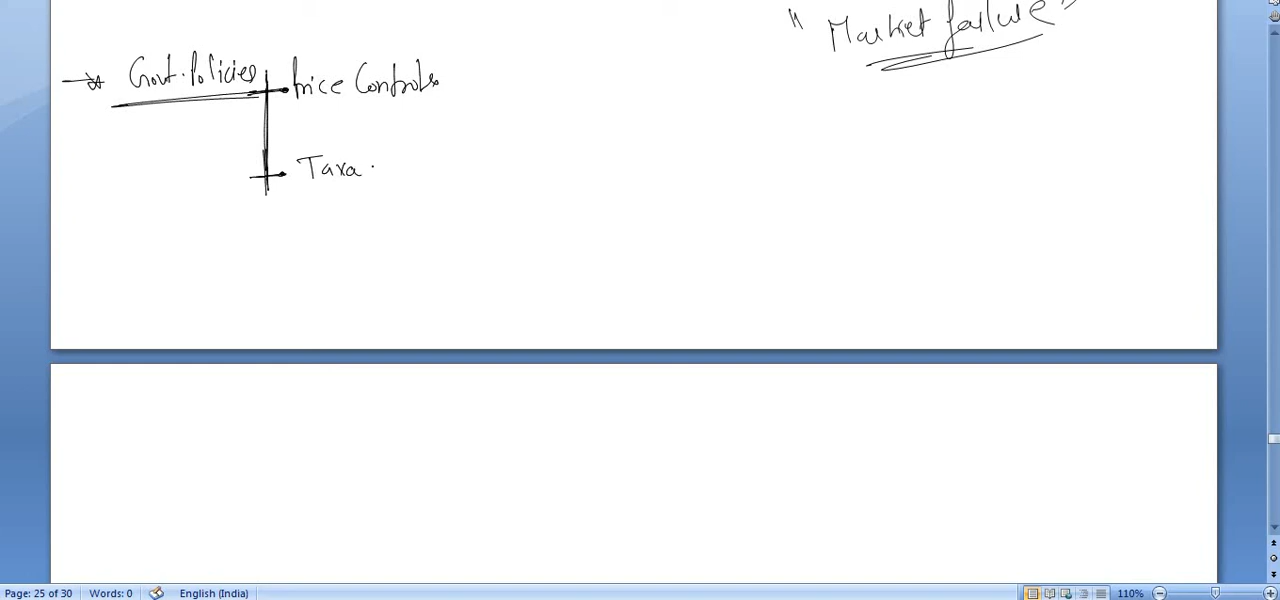 " Market failure "
Govt. Policies Price Controls
Taxa
Page: 25 of 30 Words: 0 English (India) 110%